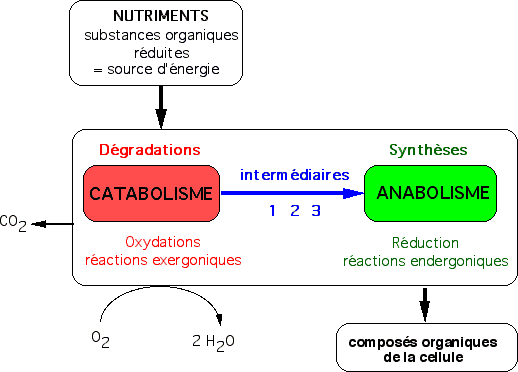 NUTRIMENTS
substances organiques
réduites
= source d'énergie
Dégradations
Synthèses
intermédiaires
CATABOLISME
ANABOLISME
1 2 3
CO2
Oxydations
réactions exergoniques
Réduction
réactions endergoniques
O2
2 H2O
composés organiques
de la cellule